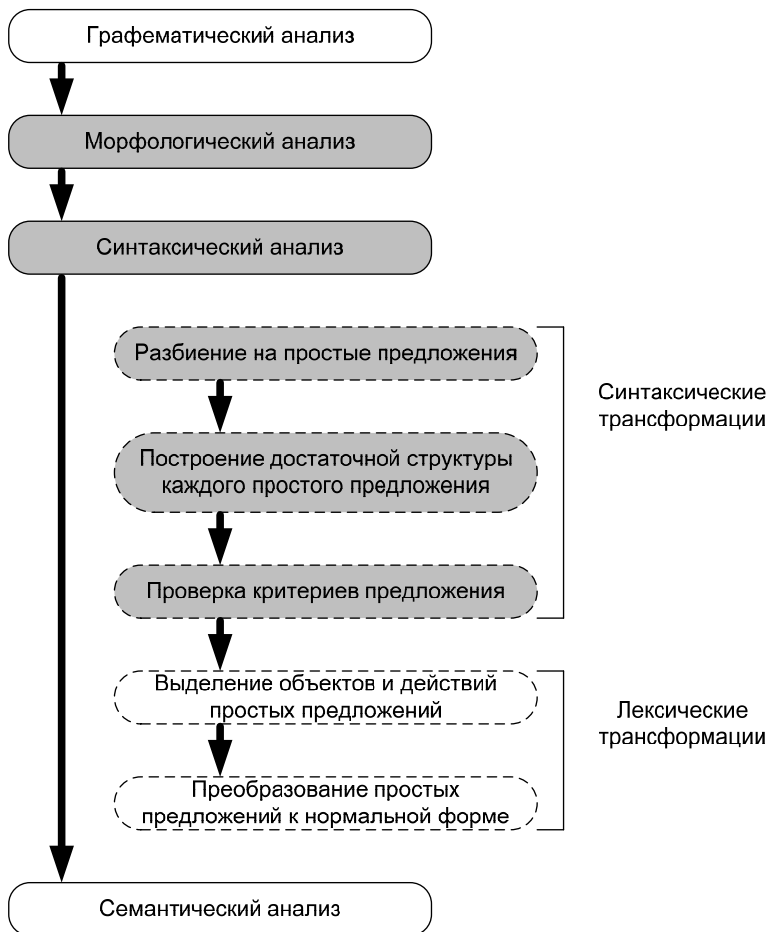 Графематический анализ
Морфологический анализ
Синтаксический анализ
Разбиение на простые предложения
Построение достаточной структуры
каждого простого предложения
Проверка критериев предложения
Синтаксические
трансформации
Выделение объектов и действий
простых предложений
Преобразование простых
предложений к нормальной форме
Лексические
трансформации
Семантический анализ